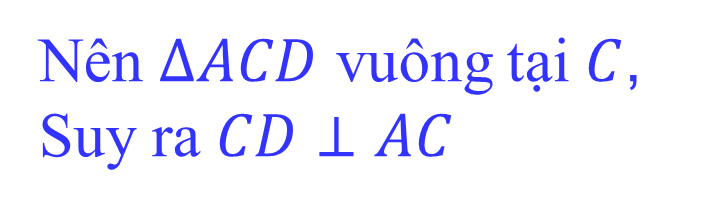 Nên ΔACD vuông tại C,
Suy ra CD ⊥ AC